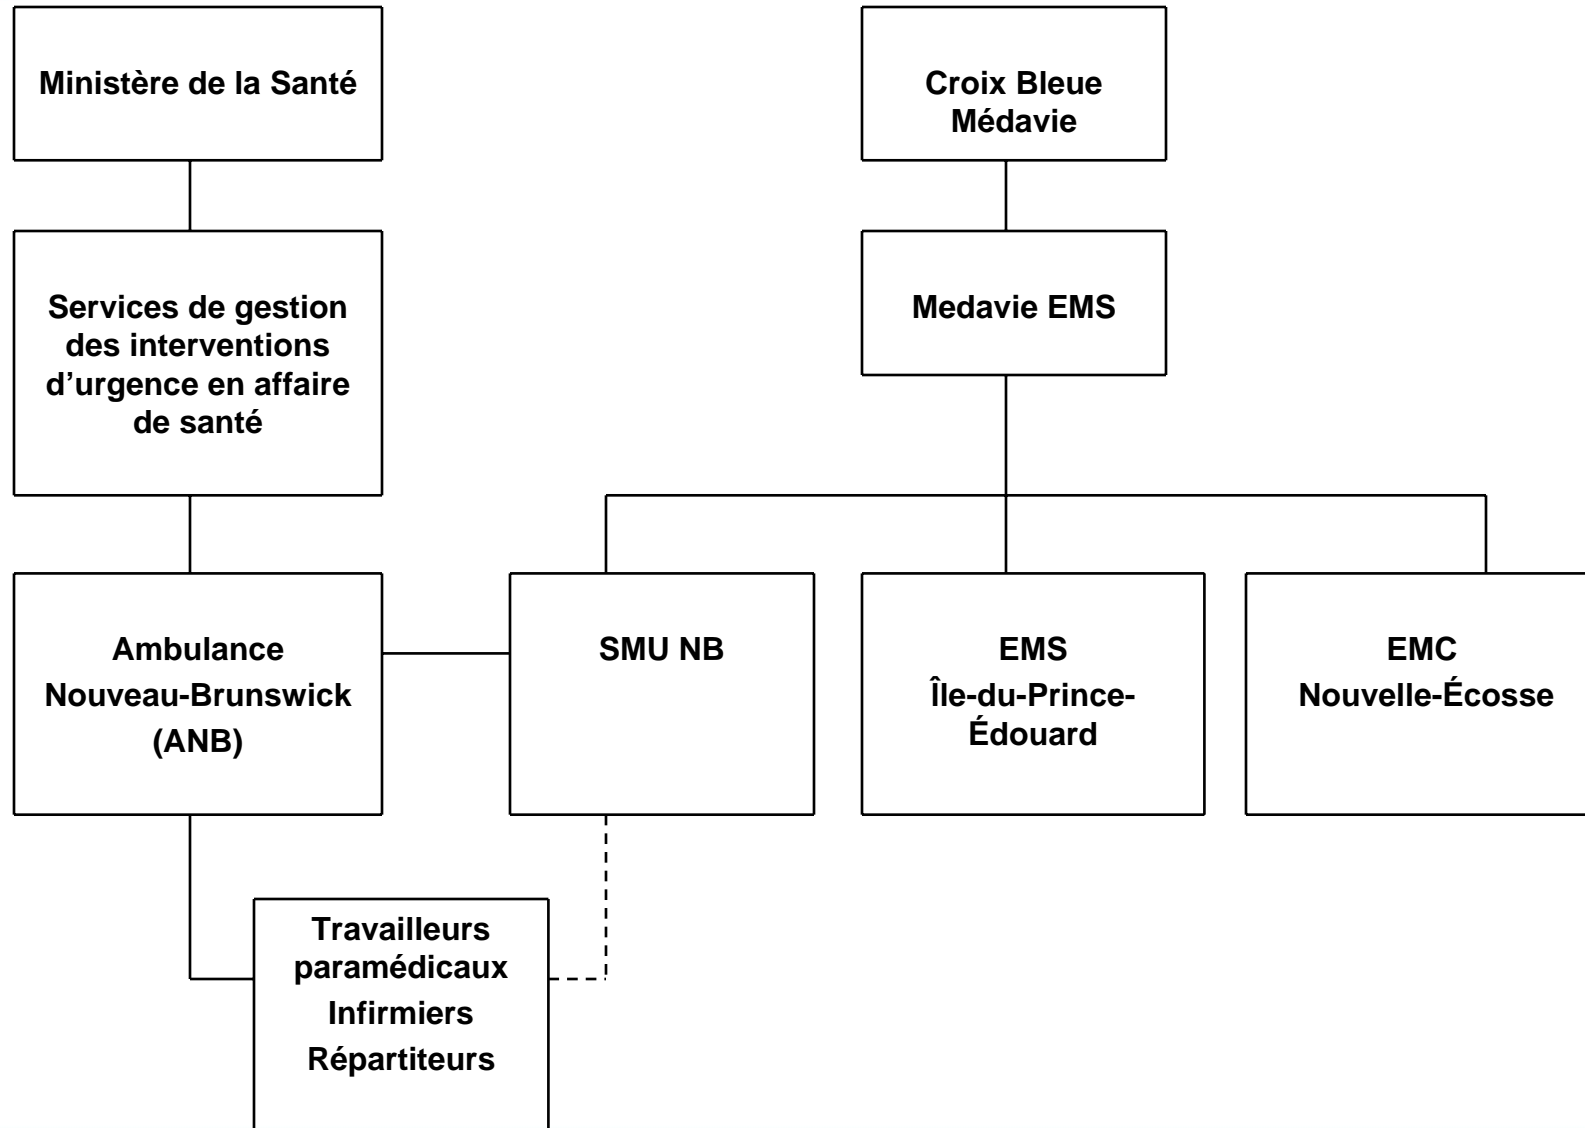 Ministère de la Santé
Croix Bleue
Médavie
Services de gestion
des interventions
d’urgence en affaire
de santé
Medavie EMS
Ambulance
Nouveau-Brunswick
(ANB)
SMU NB
EMS
Île-du-Prince-
Édouard
EMC
Nouvelle-Écosse
Travailleurs
paramédicaux
Infirmiers
Répartiteurs